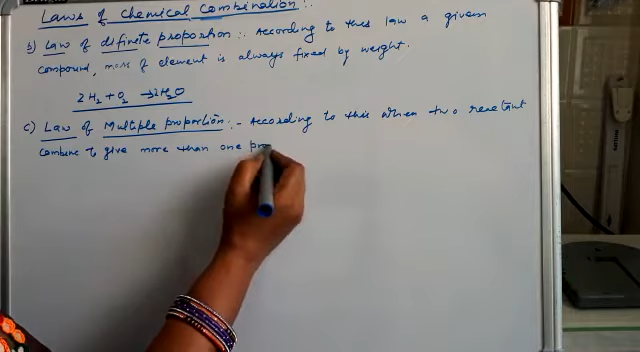 Laws of Chemical Combination :.
b) Law of difinite proportion :. According to this law a given
compound, mass of element is always fixed by weight.
2H2 + O2 → 2H2O
c) Law of Multiple proportion :- According to this when two reactant
combine to give more than one pro